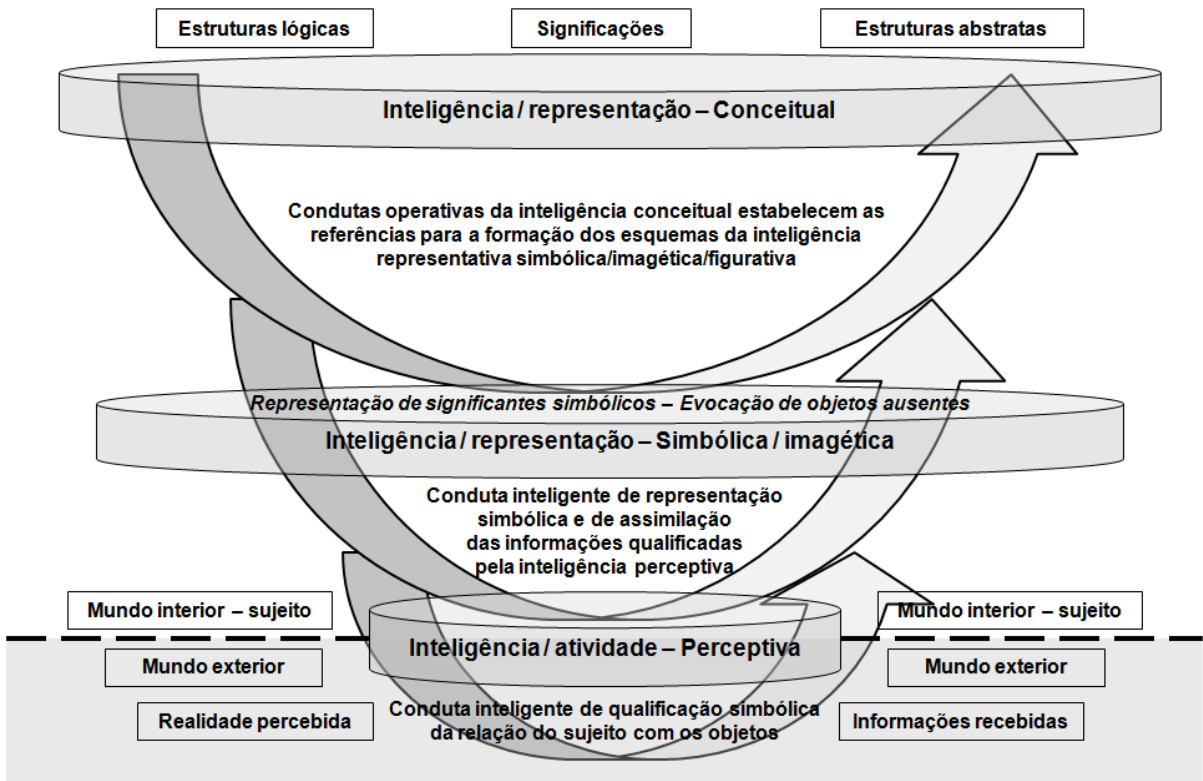 Estruturas lógicas
Significações
Estruturas abstratas
Inteligência / representação – Conceitual
Condutas operativas da inteligência conceitual estabelecem as
referências para a formação dos esquemas da inteligência
representativa simbólica/imagética/figurativa
Representação de significantes simbólicos – Evocação de objetos ausentes
Inteligência / representação – Simbólica / imagética
Conduta inteligente de representação
simbólica e de assimilação
das informações qualificadas
pela inteligência perceptiva
Mundo interior – sujeito
Mundo interior – sujeito
Inteligência / atividade – Perceptiva
Mundo exterior
Mundo exterior
Realidade percebida
Conduta inteligente de qualificação simbólica
da relação do sujeito com os objetos
Informações recebidas